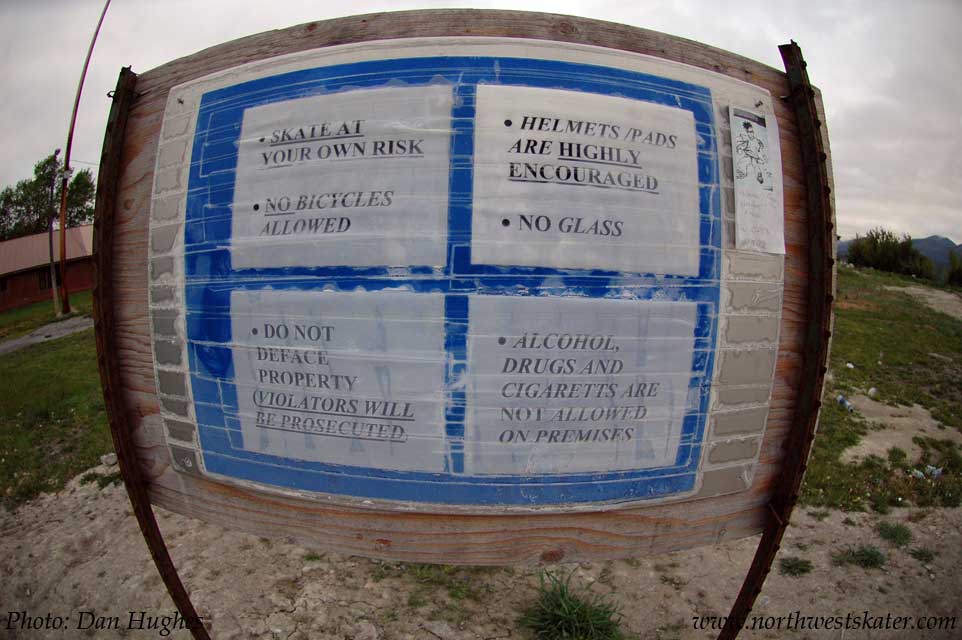 • SKATE AT
YOUR OWN RISK
• NO BICYCLES
ALLOWED
• HELMETS /PADS
ARE HIGHLY
ENCOURAGED
• NO GLASS
• DO NOT
DEFACE
PROPERTY
(VIOLATORS WILL
BE PROSECUTED)
• ALCOHOL,
DRUGS AND
CIGARETTS ARE
NOT ALLOWED
ON PREMISES
Photo: Dan Hughes
www.northwestskater.com